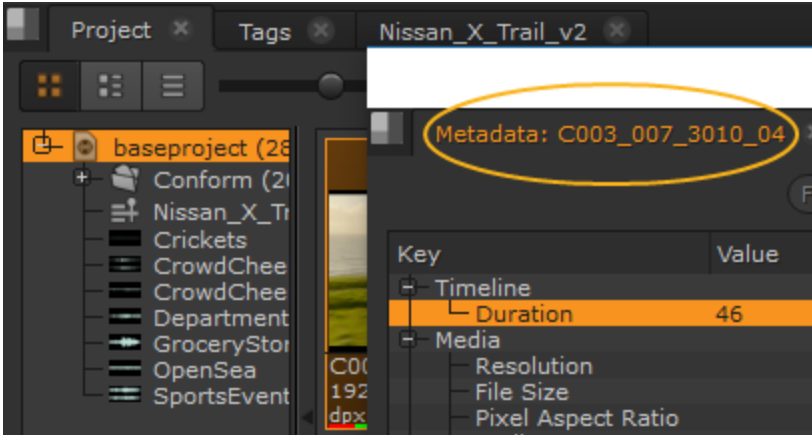 Project
Tags
Nissan_X_Trail_v2
Metadata: C003_007_3010_04
baseproject (28
Conform (2
Nissan_X_Tr
Crickets
CrowdChee
CrowdChee
Department
GroceryStor
OpenSea
SportsEvent
C00
192
dpx
F
Key Value
Timeline
Duration 46
Media
Resolution
File Size
Pixel Aspect Ratio